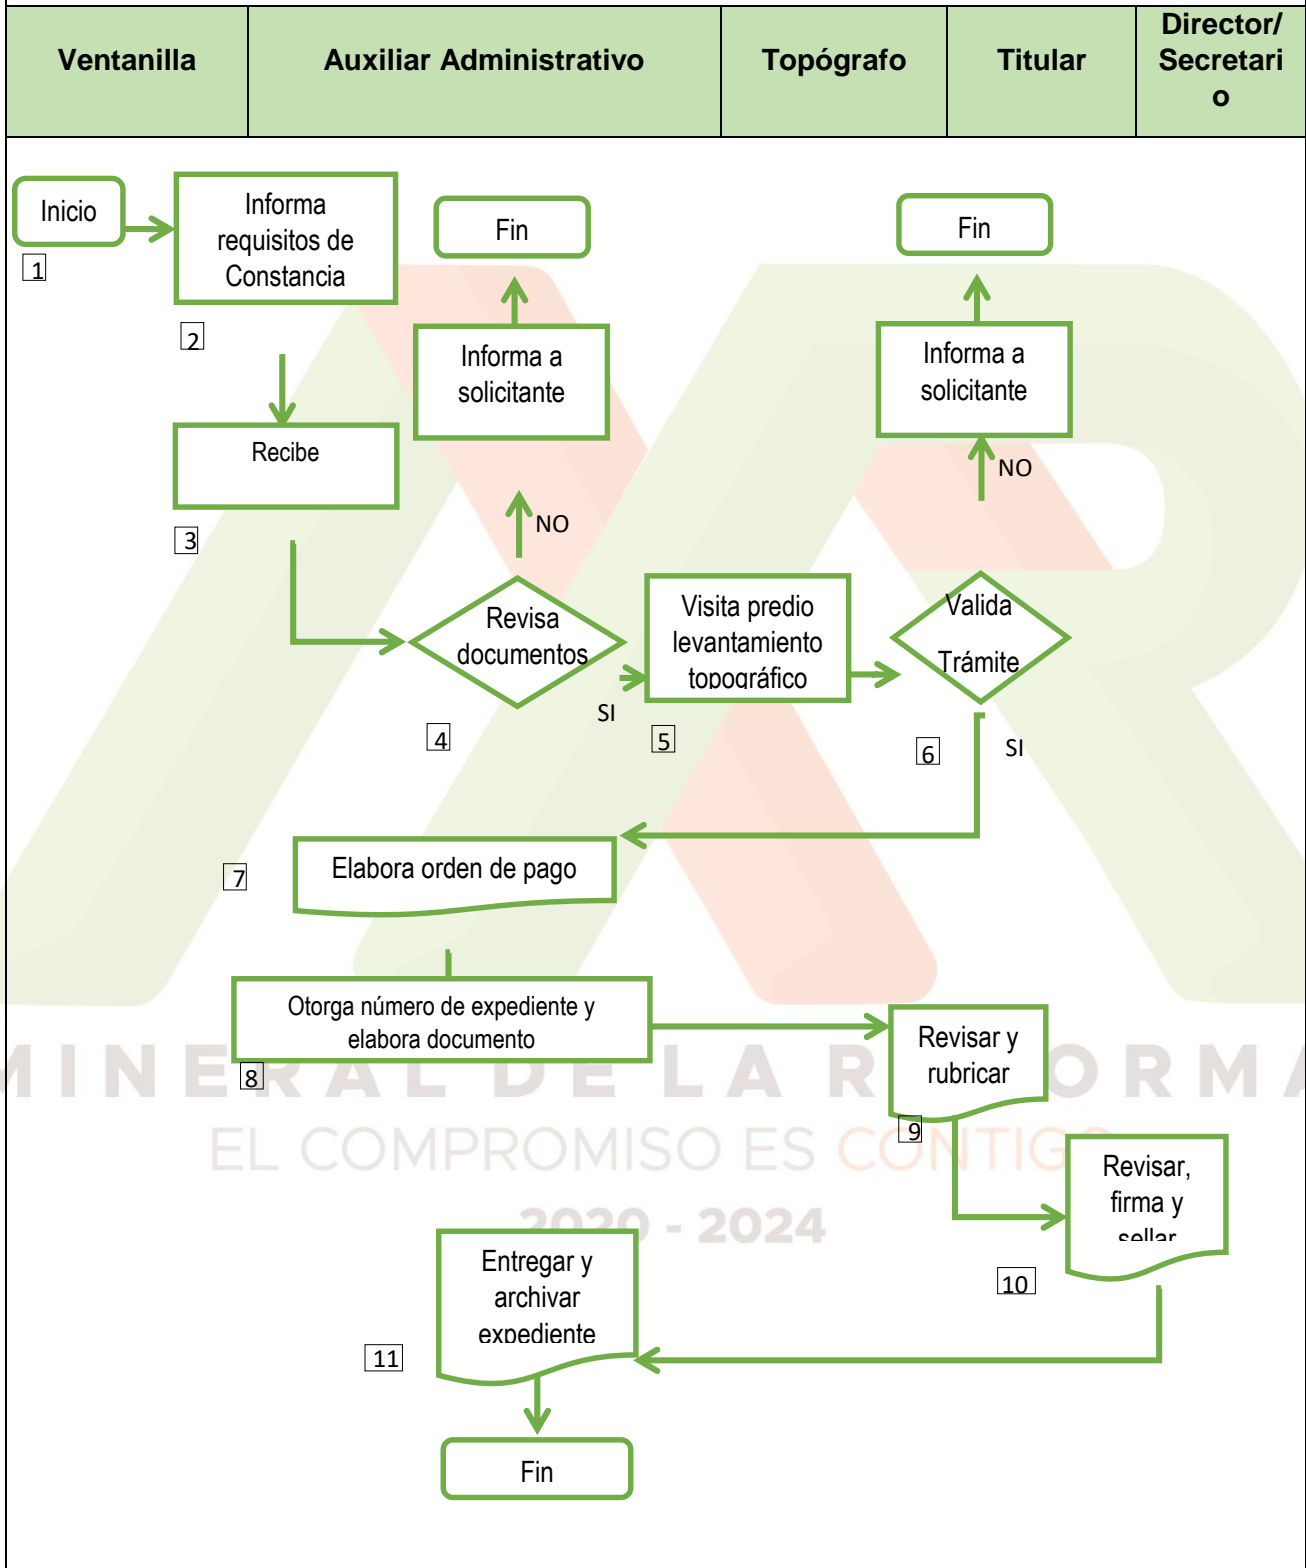 Ventanilla
Auxiliar Administrativo
Topógrafo
Titular
Director/
Secretari
o
Inicio
1
Informa
requisitos de
Constancia
2
Fin
Fin
Informa a
solicitante
Informa a
solicitante
Recibe
3
NO
NO
Revisa
documentos
4
SI
Visita predio
levantamiento
topográfico
5
Valida
Trámite
6
SI
Elabora orden de pago
7
Otorga número de expediente y
elabora documento
8
Revisar y
rubricar
9
MINERAL DE LA R ORMA
EL COMPROMISO ES CONTIGO
2020 - 2024
Revisar,
firma y
sellar
10
Entregar y
archivar
expediente
11
Fin